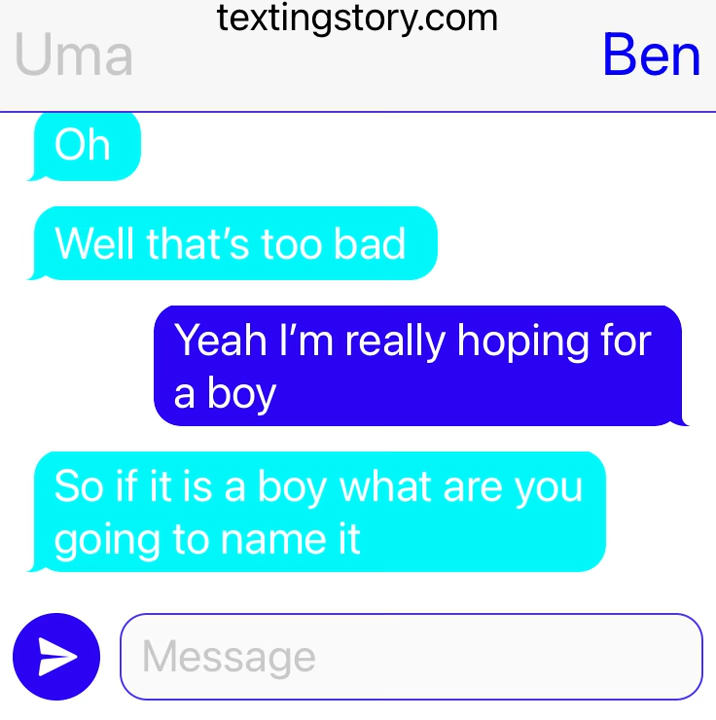 textingstory.com
Uma
Ben
Oh
Well that’s too bad
Yeah I’m really hoping for
a boy
So if it is a boy what are you
going to name it
Message